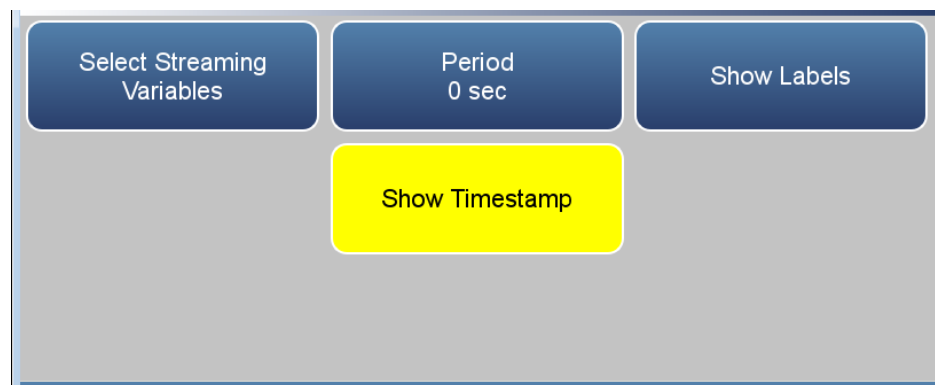 Select Streaming
Variables
Period
0 sec
Show Labels
Show Timestamp